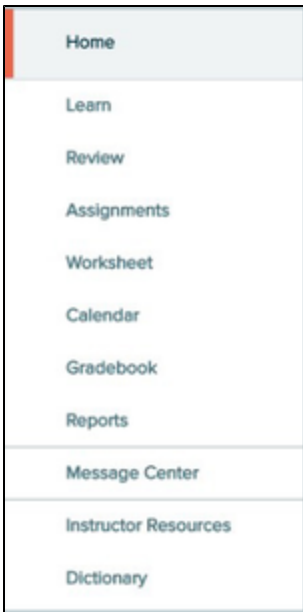 Home
Learn
Review
Assignments
Worksheet
Calendar
Gradebook
Reports
Message Center
Instructor Resources
Dictionary